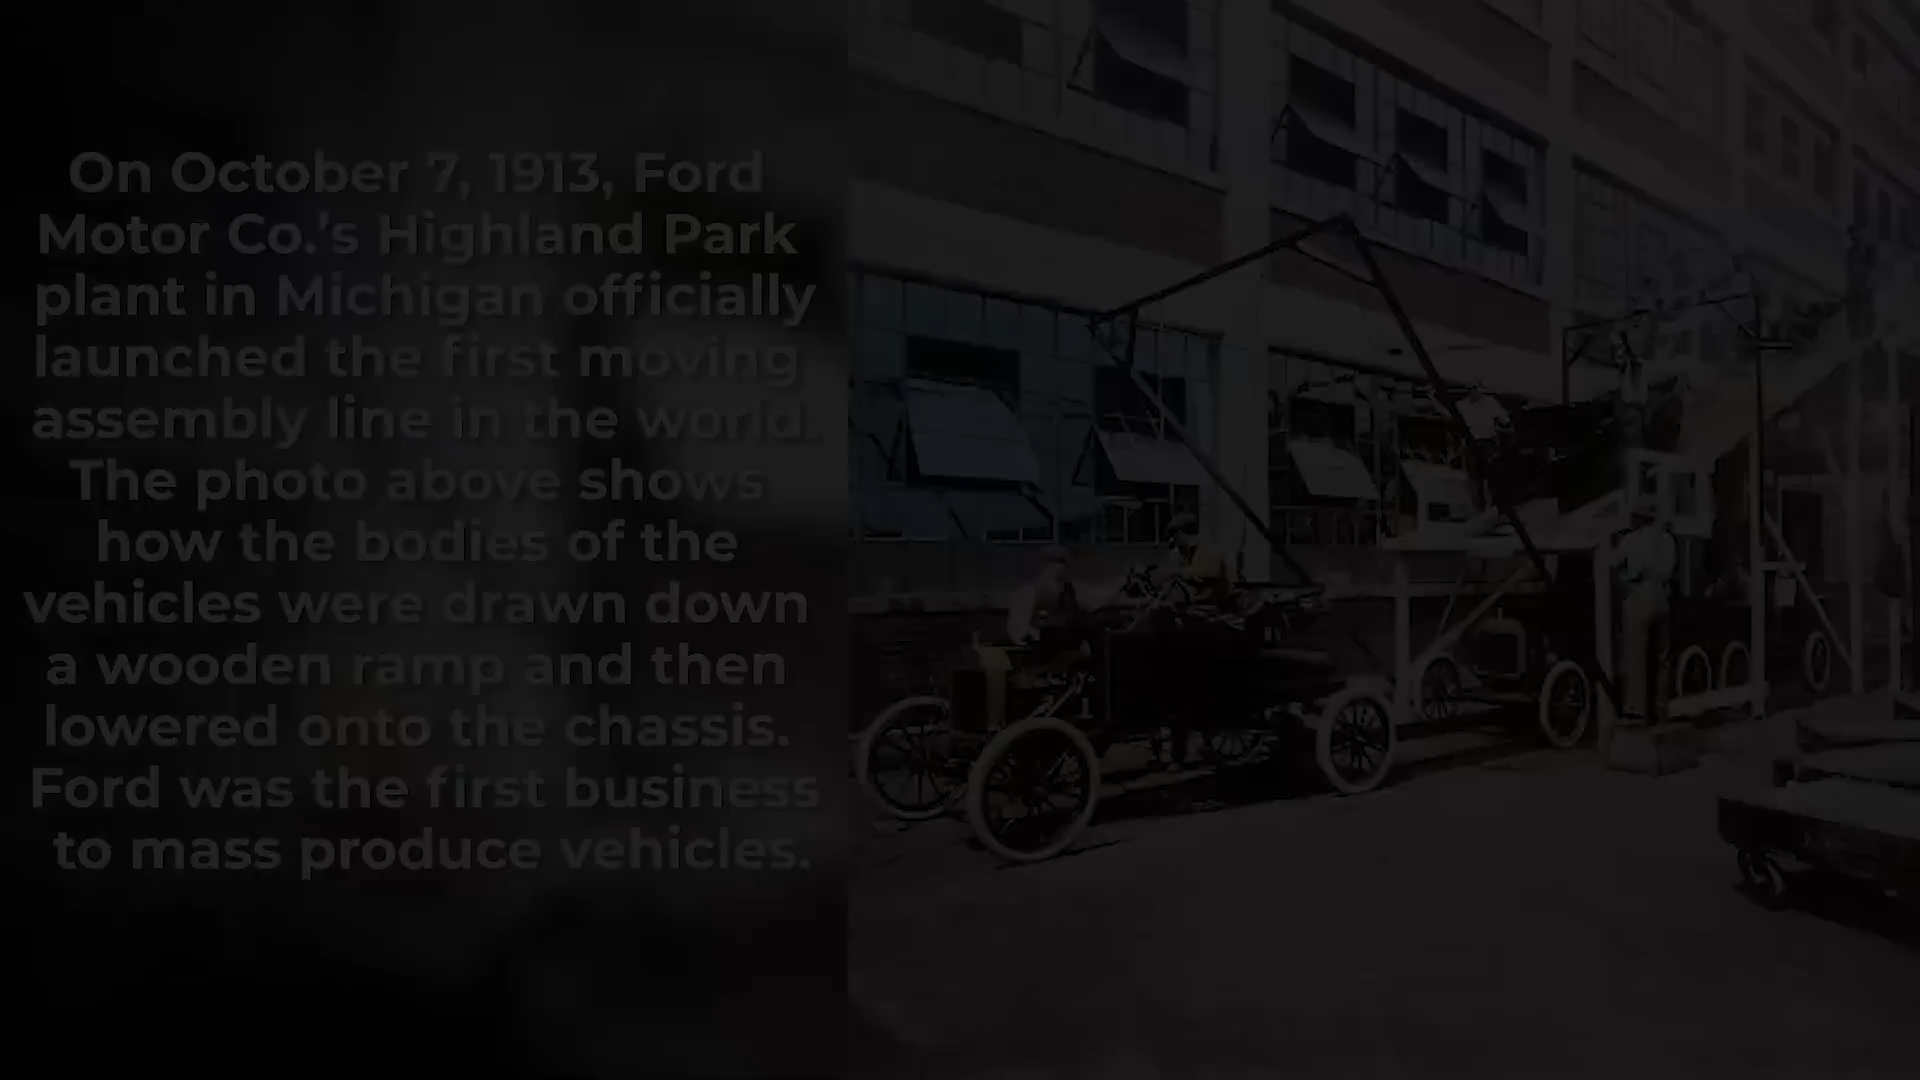 On October 7, 1913, Ford
Motor Co.'s Highland Park
plant in Michigan officially
launched the first moving
assembly line in the world.
The photo above shows
how the bodies of the
vehicles were drawn down
a wooden ramp and then
lowered onto the chassis.
Ford was the first business
to mass produce vehicles.